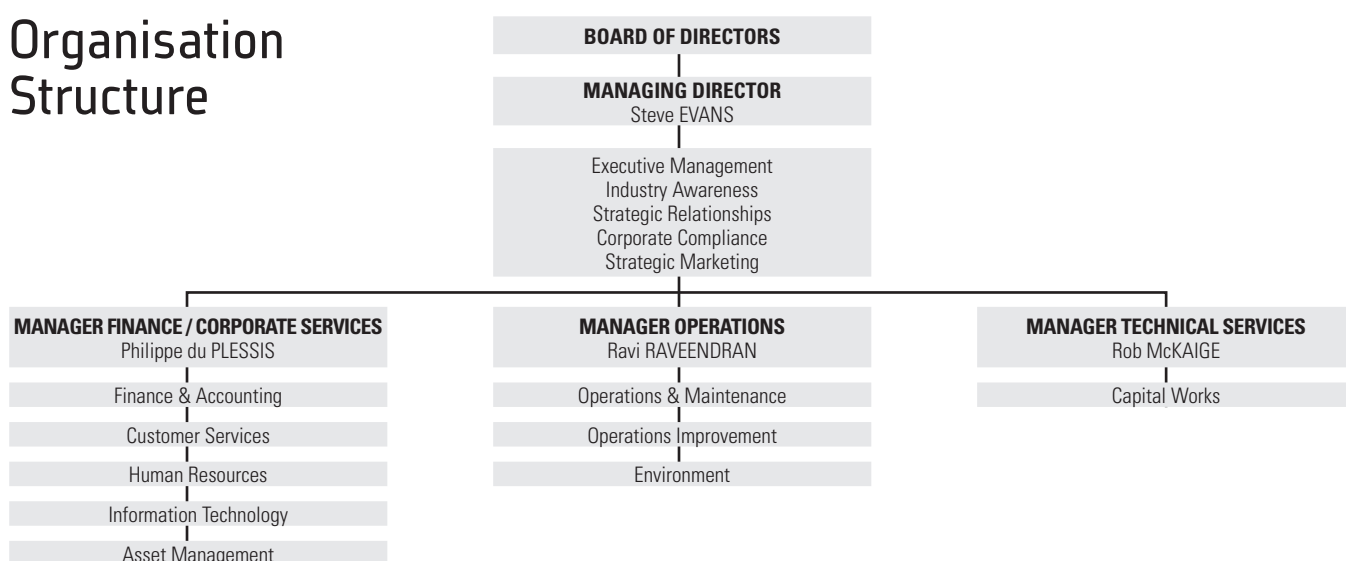 Organisation
Structure
BOARD OF DIRECTORS
MANAGING DIRECTOR
Steve EVANS
Executive Management
Industry Awareness
Strategic Relationships
Corporate Compliance
Strategic Marketing
MANAGER FINANCE / CORPORATE SERVICES
Philippe du PLESSIS
Finance & Accounting
Customer Services
Human Resources
Information Technology
Asset Management
MANAGER OPERATIONS
Ravi RAVEENDRAN
Operations & Maintenance
Operations Improvement
Environment
MANAGER TECHNICAL SERVICES
Rob McKAIGE
Capital Works